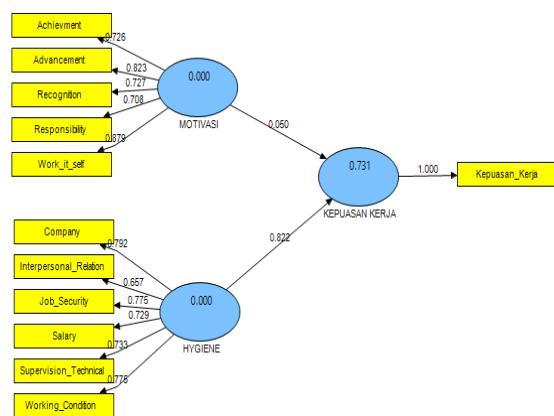 Achievment
0.726
Advancement
0.823
0.000
Recognition
0.727
0.708
Responsibility
MOTIVASI
0.879
0.050
Work_it_self
0.731
1.000
Kepuasan_Kerja
KEPUASAN KERJA
Company
0.792
0.822
Interpersonal_Relation
0.657
Job_Security
0.775
0.000
0.729
Salary
0.733
HYGIENE
Supervision_Technical
0.775
Working_Condition